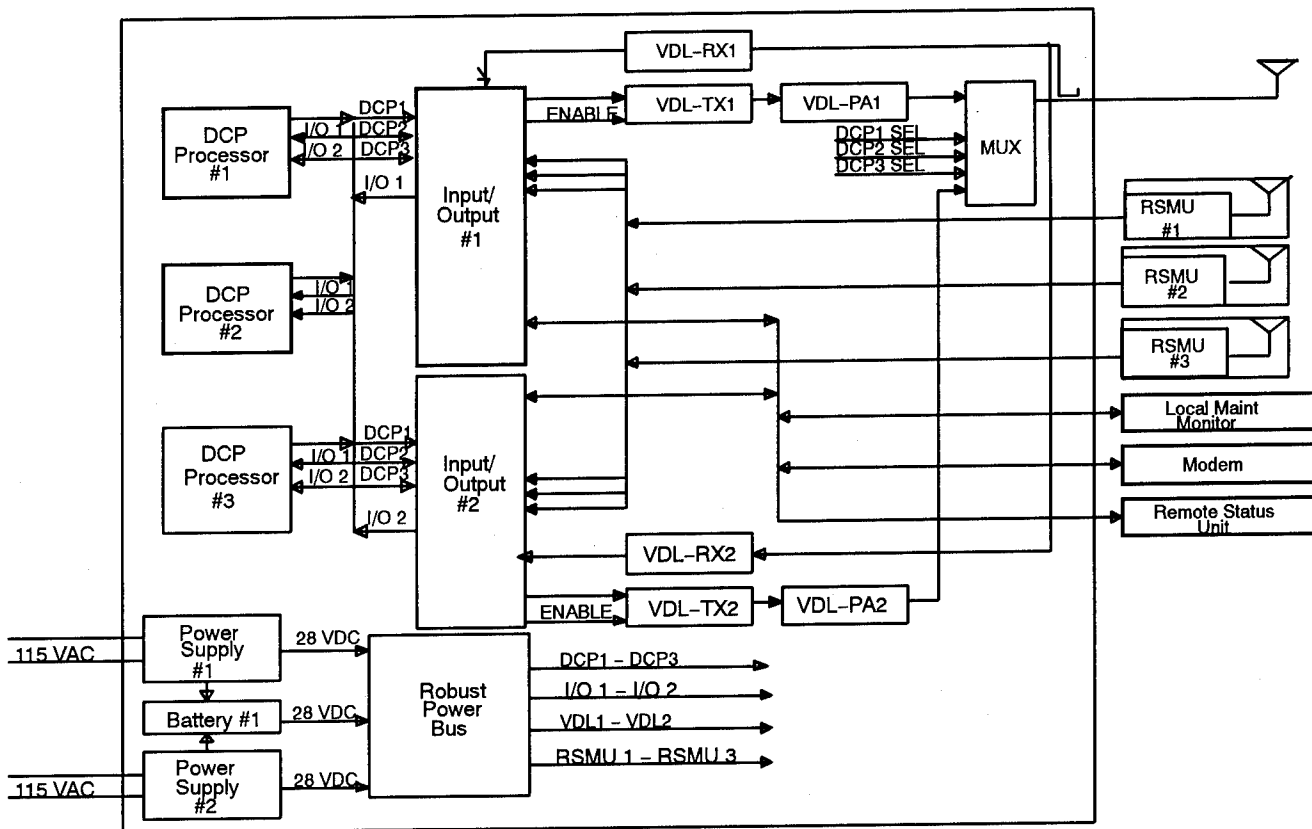 VDL-RX1
DCP
Processor
#1
DCP1
I/O 1
DCP2
I/O 2
DCP3
I/O 1
Input/
Output
#1
ENABLE
VDL-TX1
VDL-PA1
DCP1 SEL
DCP2 SEL
DCP3 SEL
MUX
RSMU
#1
DCP
Processor
#2
I/O 1
I/O 2
RSMU
#2
RSMU
#3
Local Maint
Monitor
DCP
Processor
#3
DCP1
I/O 1
DCP2
I/O 2
DCP3
I/O 2
Input/
Output
#2
Modem
Remote Status
Unit
VDL-RX2
ENABLE
VDL-TX2
VDL-PA2
115 VAC
Power
Supply
#1
28 VDC
Battery #1
28 VDC
115 VAC
Power
Supply
#2
28 VDC
Robust
Power
Bus
DCP1 - DCP3
I/O 1 - I/O 2
VDL1 - VDL2
RSMU 1 - RSMU 3